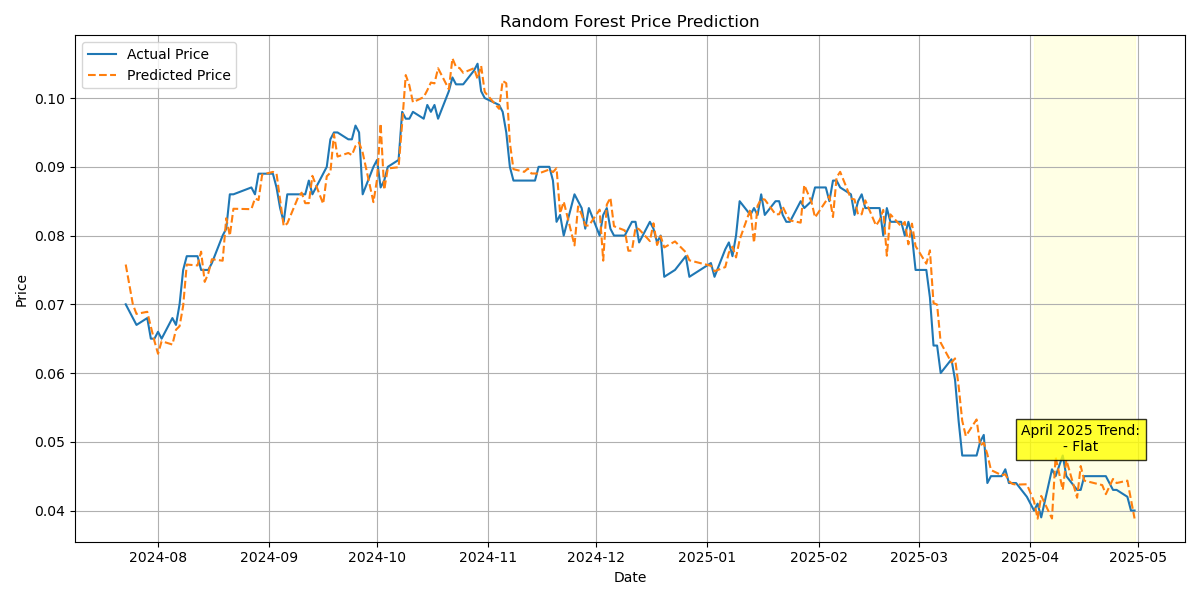 Random Forest Price Prediction
Actual Price
Predicted Price
Price
0.10
0.09
0.08
0.07
0.06
0.05
0.04
April 2025 Trend:
- Flat
2024-08
2024-09
2024-10
2024-11
2024-12
2025-01
2025-02
2025-03
2025-04
2025-05
Date